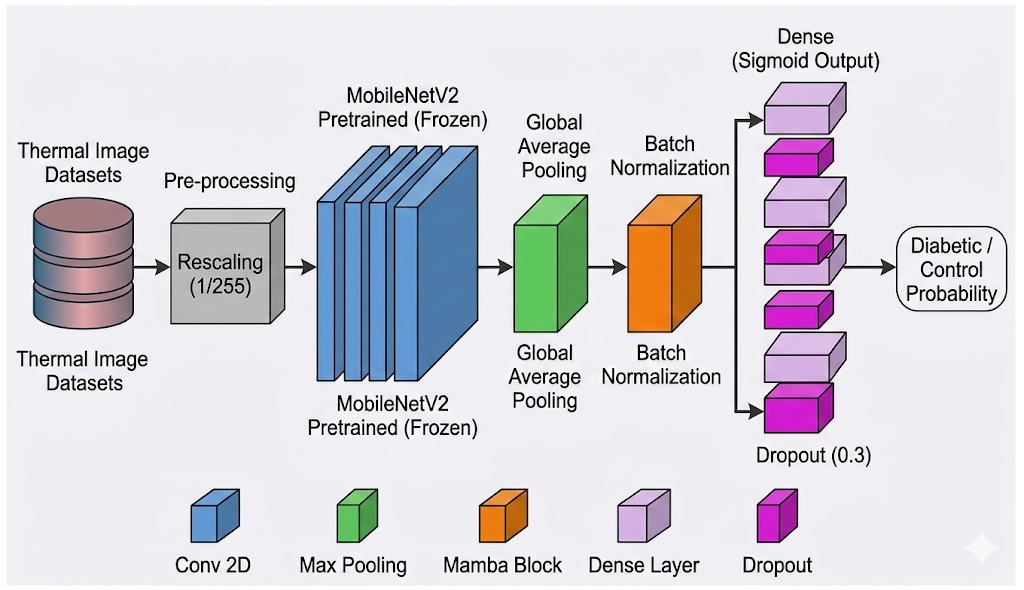 Thermal Image
Datasets
Pre-processing
Rescaling
(1/255)
Thermal Image
Datasets
MobileNetV2
Pretrained (Frozen)
MobileNetV2
Pretrained (Frozen)
Global
Average
Pooling
Global
Average
Pooling
Batch
Normalization
Batch
Normalization
Dense
(Sigmoid Output)
Dropout (0.3)
Diabetic /
Control
Probability
Conv 2D
Max Pooling
Mamba Block
Dense Layer
Dropout